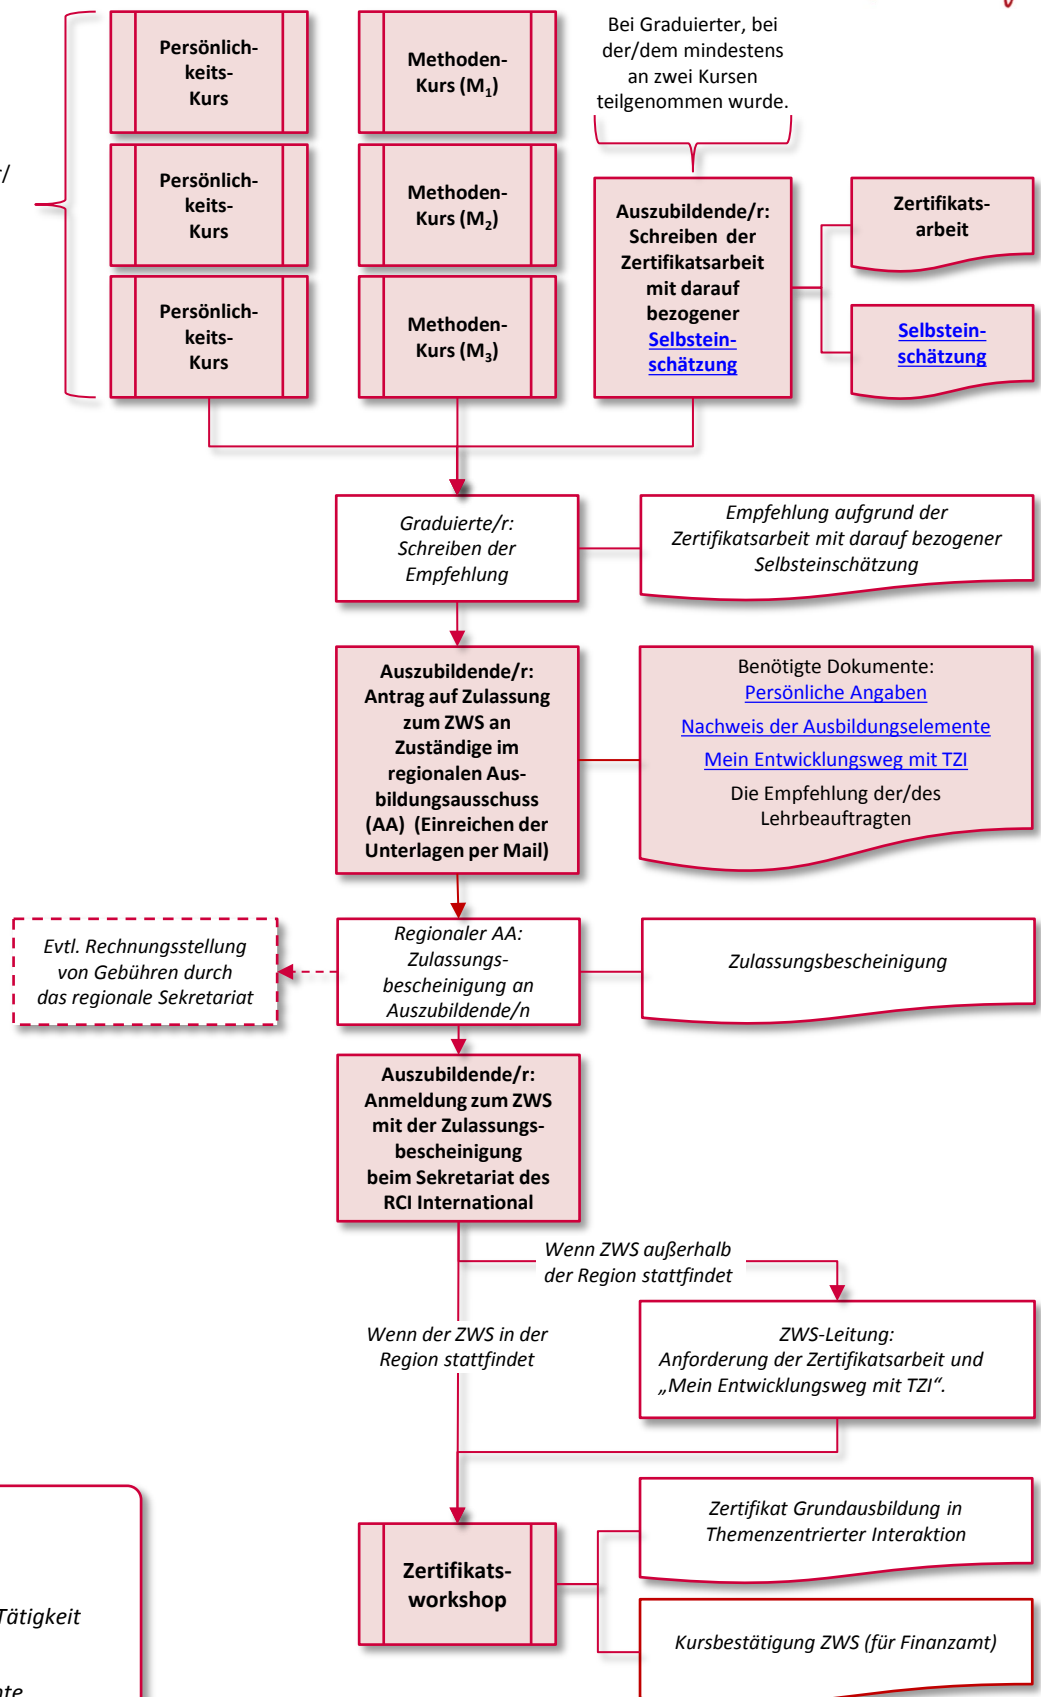 Persönlich-
keits-
Kurs
Methoden-
Kurs (M₁)
Bei Graduierter, bei
der/dem mindestens
an zwei Kursen
teilgenommen wurde.
Persönlich-
keits-
Kurs
Methoden-
Kurs (M₂)
Auszubildende/r:
Schreiben der
Zertifikatsarbeit
mit darauf
bezogener
Selbstein-
schätzung
Zertifikats-
arbeit
Persönlich-
keits-
Kurs
Methoden-
Kurs (M₃)
Selbstein-
schätzung
Graduierte/r:
Schreiben der
Empfehlung
Empfehlung aufgrund der
Zertifikatsarbeit mit darauf bezogener
Selbsteinschätzung
Auszubildende/r:
Antrag auf Zulassung
zum ZWS an
Zuständige im
regionalen Aus-
bildungsausschuss
(AA) (Einreichen der
Unterlagen per Mail)
Benötigte Dokumente:
Persönliche Angaben
Nachweis der Ausbildungselemente
Mein Entwicklungsweg mit TZI
Die Empfehlung der/des
Lehrbeauftragten
Evtl. Rechnungsstellung
von Gebühren durch
das regionale Sekretariat
Regionaler AA:
Zulassungs-
bescheinigung an
Auszubildende/n
Zulassungsbescheinigung
Auszubildende/r:
Anmeldung zum ZWS
mit der Zulassungs-
bescheinigung
beim Sekretariat des
RCI International
Wenn ZWS außerhalb
der Region stattfindet
Wenn der ZWS in der
Region stattfindet
ZWS-Leitung:
Anforderung der Zertifikatsarbeit und
„Mein Entwicklungsweg mit TZI“.
Zertifikats-
workshop
Zertifikat Grundausbildung in
Themenzentrierter Interaktion
Kursbestätigung ZWS (für Finanzamt)
Tätigkeit